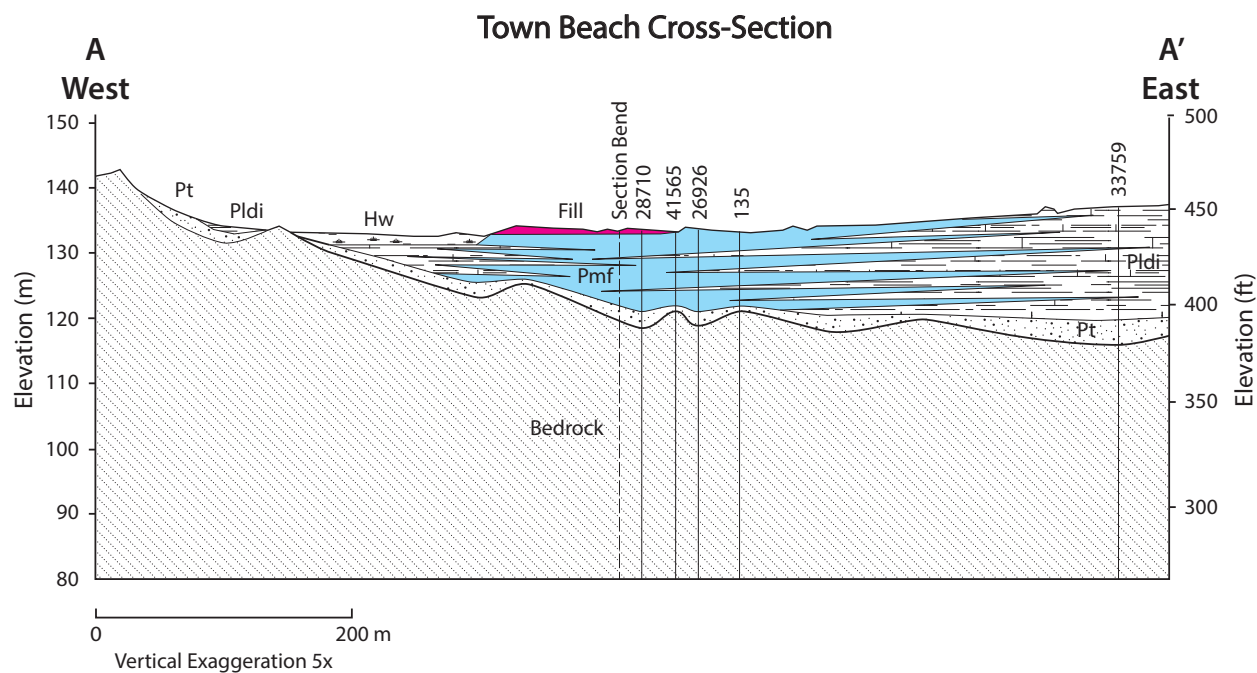 Town Beach Cross-Section
A
West
A'
East
150
140
130
120
110
100
90
80
Elevation (m)
500
450
400
350
300
Elevation (ft)
Pt
Pldi
Hw
Fill
Section Bend
28710
41565
26926
135
33759
Pmf
Pldi
Pt
Bedrock
0
200 m
Vertical Exaggeration 5x